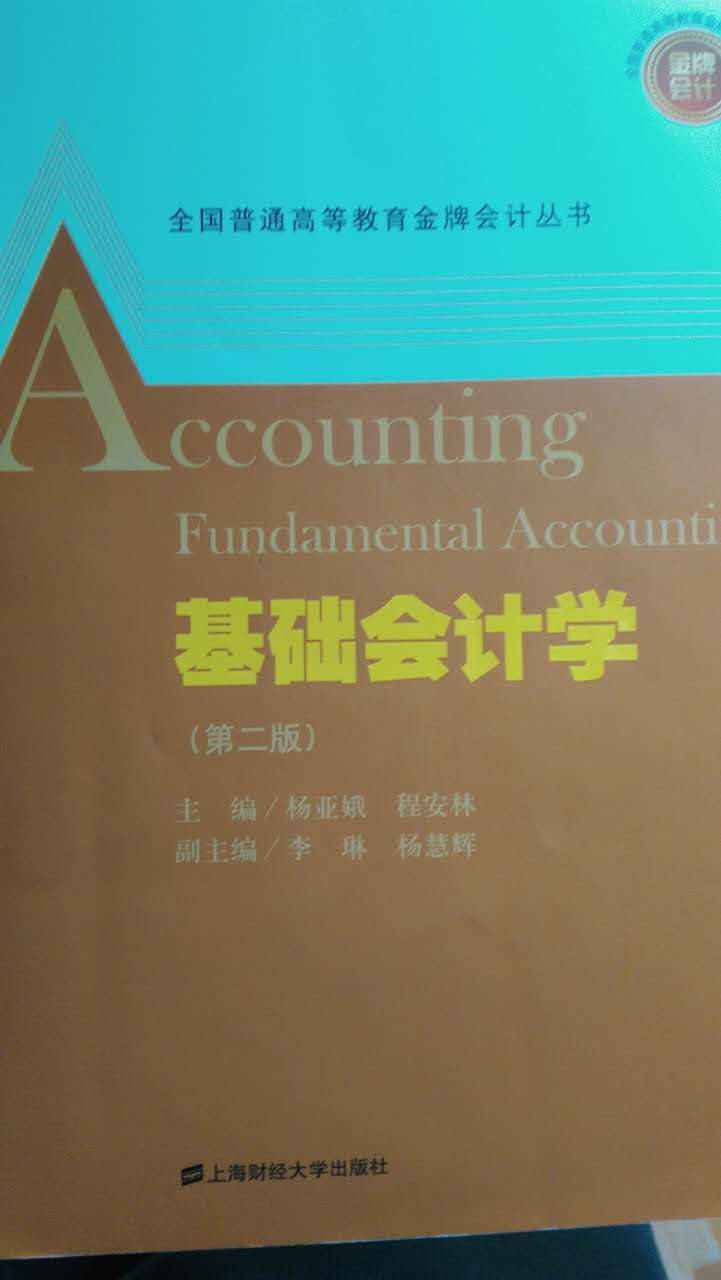 金牌
会计
全国普通高等教育金牌会计丛书
Accounting
Fundamental Accounti
基础会计学
（第二版）
主 编／杨亚娥 程安林
副主编／李 琳 杨慧辉
上海财经大学出版社